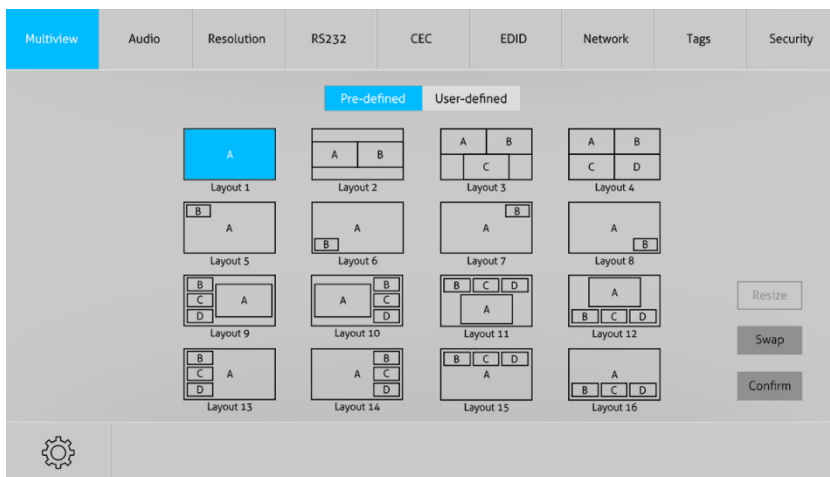 Multiview Audio Resolution RS232 CEC EDID Network Tags Security
Pre-defined User-defined
A A B A B A B
C C D
Layout 1 Layout 2 Layout 3 Layout 4
B A A B A B A B
Layout 5 Layout 6 Layout 7 Layout 8
B C D A A B C D B C D A A B C D
Layout 9 Layout 10 Layout 11 Layout 12
Resize
Swap
B C D A A B C D B C D A A B C D
Layout 13 Layout 14 Layout 15 Layout 16
Confirm